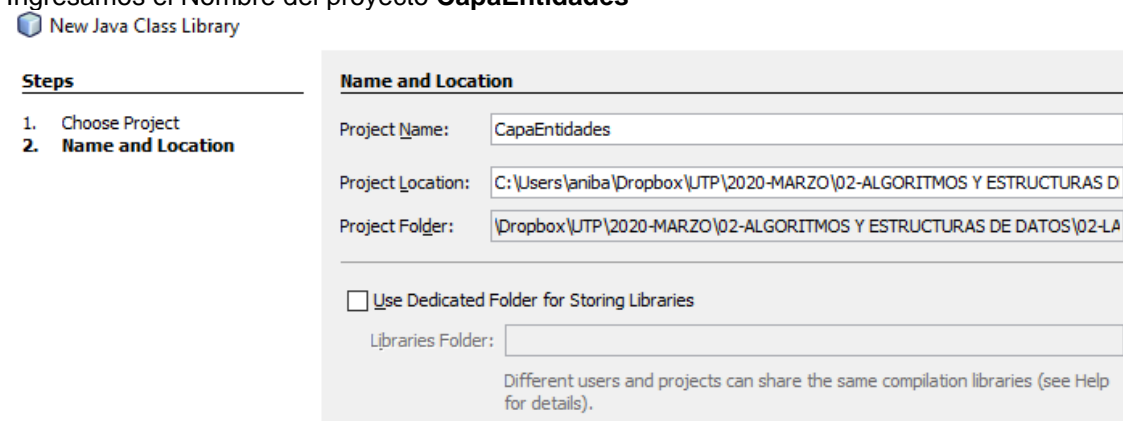 Ingresamos el Nombre del proyecto CapaEntidades
New Java Class Library
Steps
1. Choose Project
2. Name and Location
Name and Location
Project Name: CapaEntidades
Project Location: C:\Users\aniba\Dropbox\UTP\2020-MARZO\02-ALGORITMOS Y ESTRUCTURAS D
Project Folder: \Dropbox\UTP\2020-MARZO\02-ALGORITMOS Y ESTRUCTURAS DE DATOS\02-LA
Use Dedicated Folder for Storing Libraries
Libraries Folder:
Different users and projects can share the same compilation libraries (see Help
for details).